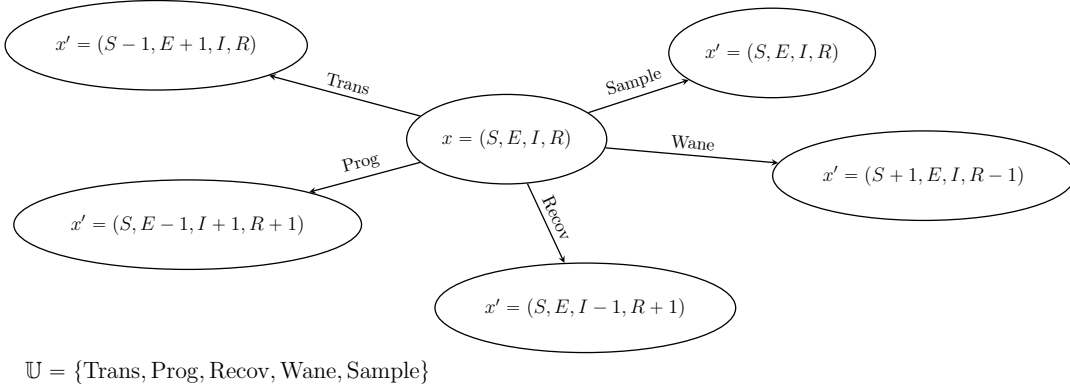 x′ = (S − 1, E + 1, I, R)
x′ = (S, E, I, R)
Trans
Sample
x = (S, E, I, R)
Wane
Prog
x′ = (S + 1, E, I, R − 1)
x′ = (S, E − 1, I + 1, R + 1)
Recov
x′ = (S, E, I − 1, R + 1)
𝕌 = {Trans, Prog, Recov, Wane, Sample}